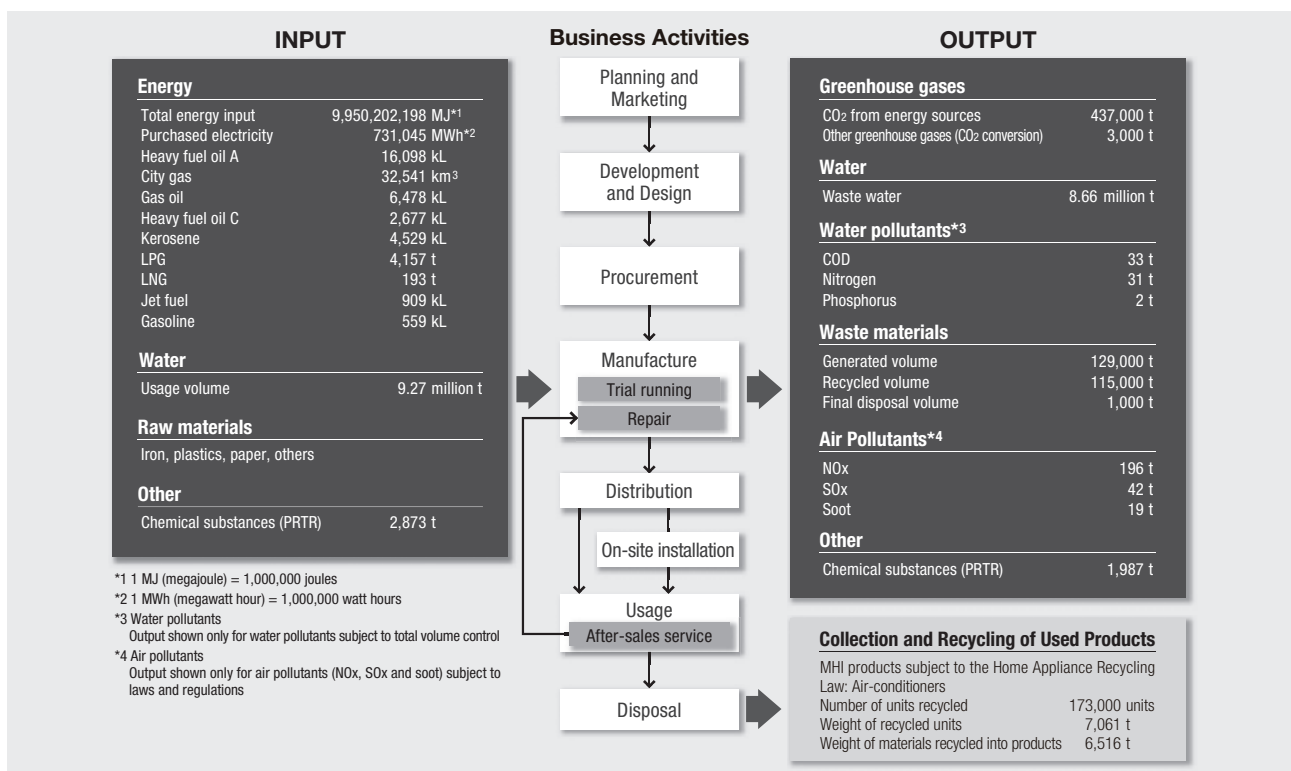 INPUT
Energy
Total energy input 9,950,202,198 MJ*1
Purchased electricity 731,045 MWh*2
Heavy fuel oil A 16,098 kL
City gas 32,541 km3
Gas oil 6,478 kL
Heavy fuel oil C 2,677 kL
Kerosene 4,529 kL
LPG 4,157 t
LNG 193 t
Jet fuel 909 kL
Gasoline 559 kL
Water
Usage volume 9.27 million t
Raw materials
Iron, plastics, paper, others
Other
Chemical substances (PRTR) 2,873 t
*1 1 MJ (megajoule) = 1,000,000 joules
*2 1 MWh (megawatt hour) = 1,000,000 watt hours
*3 Water pollutants
Output shown only for water pollutants subject to total volume control
*4 Air pollutants
Output shown only for air pollutants (NOx, SOx and soot) subject to
laws and regulations
Business Activities
Planning and
Marketing
Development
and Design
Procurement
Manufacture
Trial running
Repair
Distribution
On-site installation
Usage
After-sales service
Disposal
OUTPUT
Greenhouse gases
CO2 from energy sources 437,000 t
Other greenhouse gases (CO2 conversion) 3,000 t
Water
Waste water 8.66 million t
Water pollutants*3
COD 33 t
Nitrogen 31 t
Phosphorus 2 t
Waste materials
Generated volume 129,000 t
Recycled volume 115,000 t
Final disposal volume 1,000 t
Air Pollutants*4
NOx 196 t
SOx 42 t
Soot 19 t
Other
Chemical substances (PRTR) 1,987 t
Collection and Recycling of Used Products
MHI products subject to the Home Appliance Recycling
Law: Air-conditioners
Number of units recycled 173,000 units
Weight of recycled units 7,061 t
Weight of materials recycled into products 6,516 t